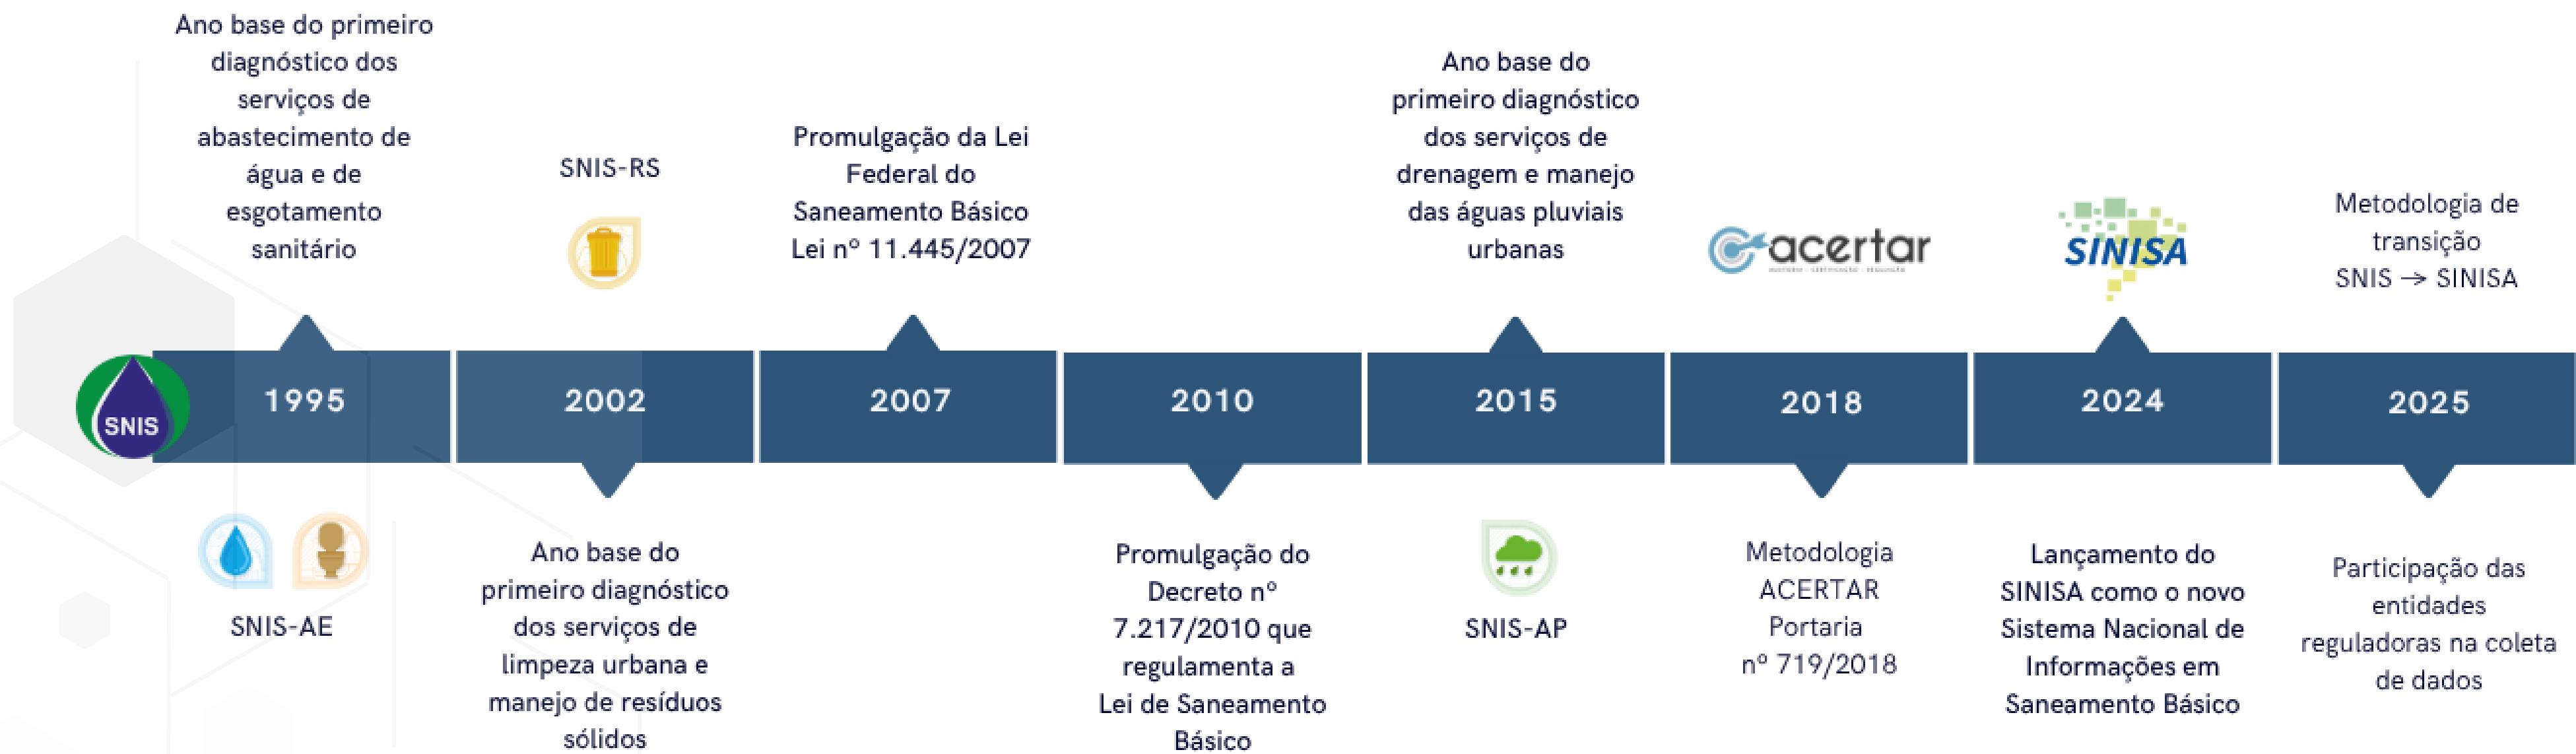 Ano base do primeiro
diagnóstico dos
serviços de
abastecimento de
água e de
esgotamento
sanitário
SNIS
1995
SNIS-AE
SNIS-RS
2002
Ano base do
primeiro diagnóstico
dos serviços de
limpeza urbana e
manejo de resíduos
sólidos
Promulgação da Lei
Federal do
Saneamento Básico
Lei nº 11.445/2007
2007
2010
Promulgação do
Decreto nº
7.217/2010 que
regulamenta a
Lei de Saneamento
Básico
Ano base do
primeiro diagnóstico
dos serviços de
drenagem e manejo
das águas pluviais
urbanas
2015
SNIS-AP
acertar
2018
Metodologia
ACERTAR
Portaria
nº 719/2018
SINISA
2024
Lançamento do
SINISA como o novo
Sistema Nacional de
Informações em
Saneamento Básico
Metodologia de
transição
SNIS → SINISA
2025
Participação das
entidades
reguladoras na coleta
de dados